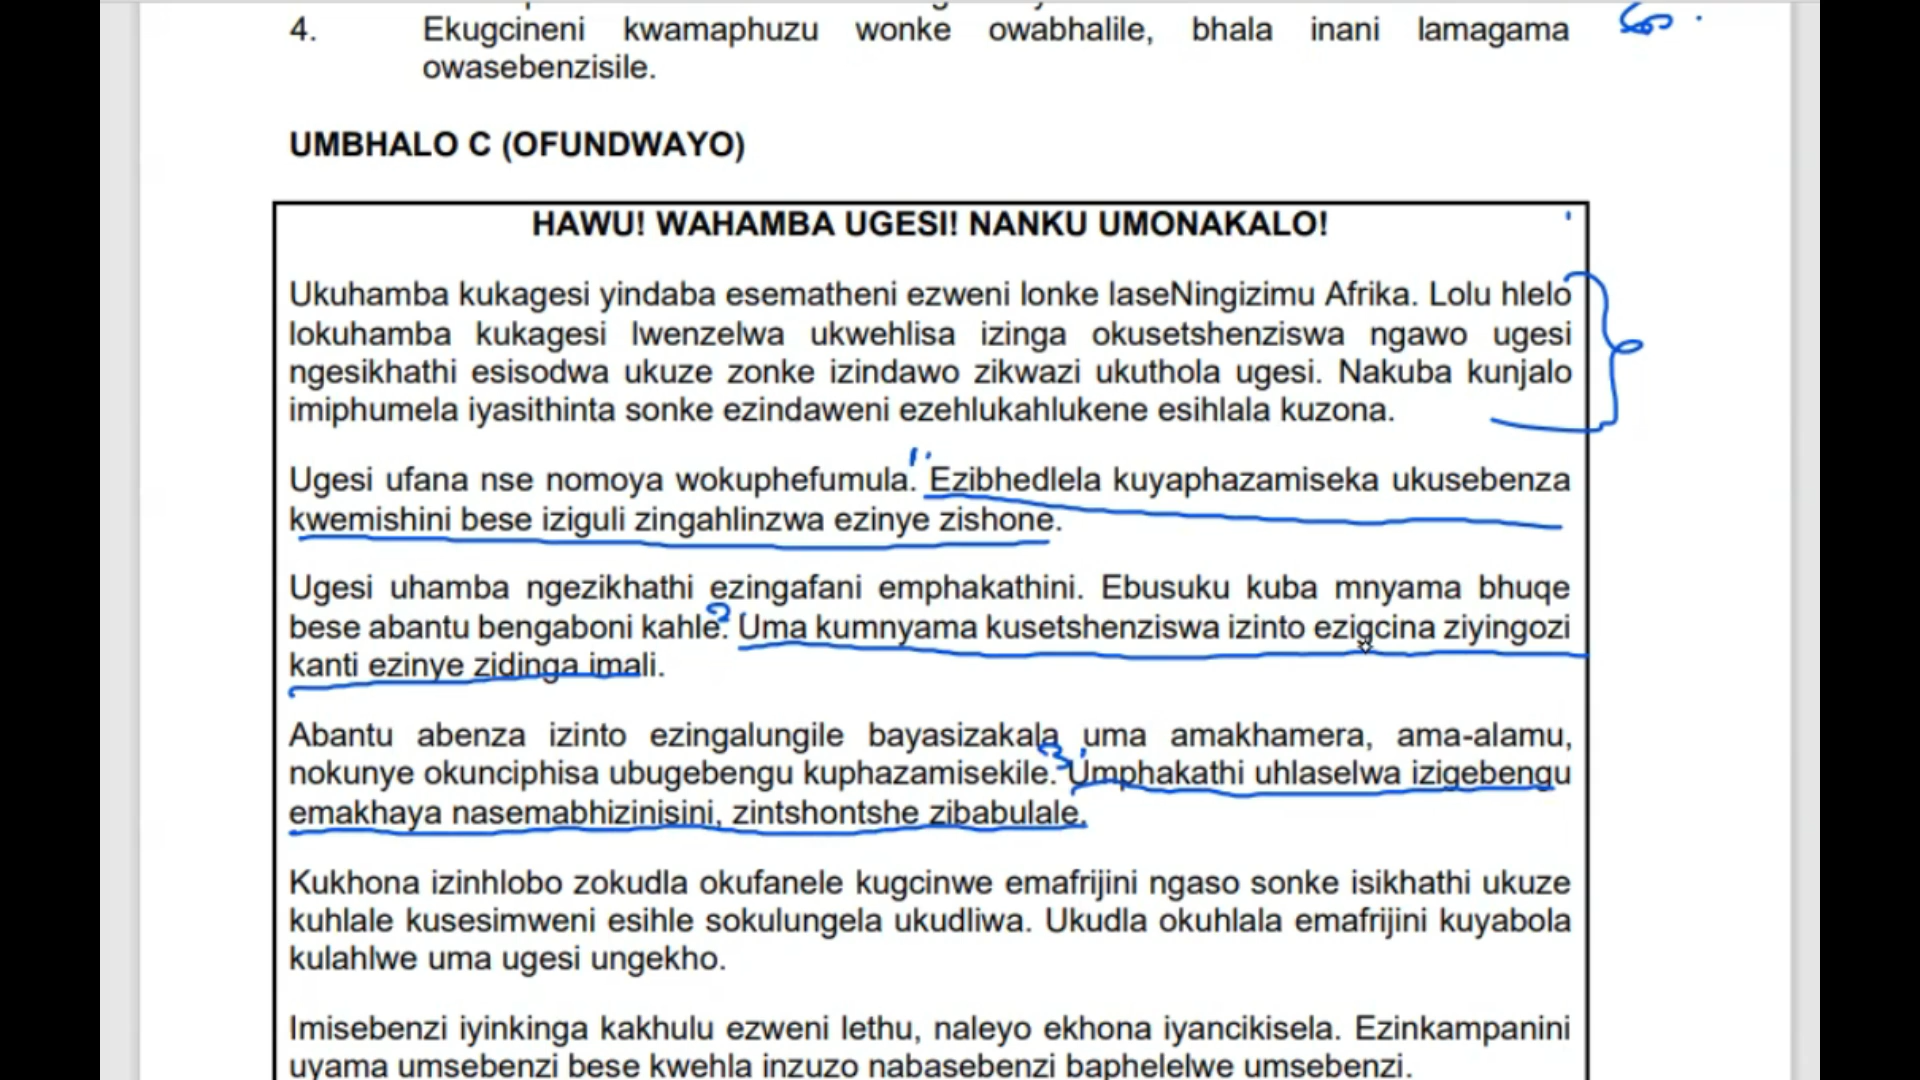 4. Ekugcineni kwamaphuzu wonke owabhalile, bhala inani lamagama
owasebenzisile.
UMBHALO C (OFUNDWAYO)
HAWU! WAHAMBA UGESI! NANKU UMONAKALO!
Ukuhamba kukagesi yindaba esematheni ezweni lonke laseNingizimu Afrika. Lolu hlelo
lokuhamba kukagesi lwenzelwa ukwehlisa izinga okusetshenziswa ngawo ugesi
ngesikhathi esisodwa ukuze zonke izindawo zikwazi ukuthola ugesi. Nakuba kunjalo
imiphumela iyasithinta sonke ezindaweni ezehlukahlukene esihlala kuzona.
1.
Ugesi ufana nse nomoya wokuphefumula. Ezibhedlela kuyaphazamiseka ukusebenza
kwemishini bese iziguli zingahlinzwa ezinye zishone.
Ugesi uhamba ngezikhathi ezingafani emphakathini. Ebusuku kuba mnyama bhuqe
2
bese abantu bengaboni kahle. Uma kumnyama kusetshenziswa izinto ezigcina ziyingozi
kanti ezinye zidinga imali.
Abantu abenza izinto ezingalungile bayasizakala uma amakhamera, ama-alamu,
3
nokunye okunciphisa ubugebengu kuphazamisekile. Umphakathi uhlaselwa izigebengu
emakhaya nasemabhizinisini, zintshontshe zibabulale.
Kukhona izinhlobo zokudla okufanele kugcinwe emafrijini ngaso sonke isikhathi ukuze
kuhlale kusesimweni esihle sokulungela ukudliwa. Ukudla okuhlala emafrijini kuyabola
kulahlwe uma ugesi ungekho.
Imisebenzi iyinkinga kakhulu ezweni lethu, naleyo ekhona iyancikisela. Ezinkampanini
uyama umsebenzi bese kwehla inzuzo nabasebenzi baphelelwe umsebenzi.